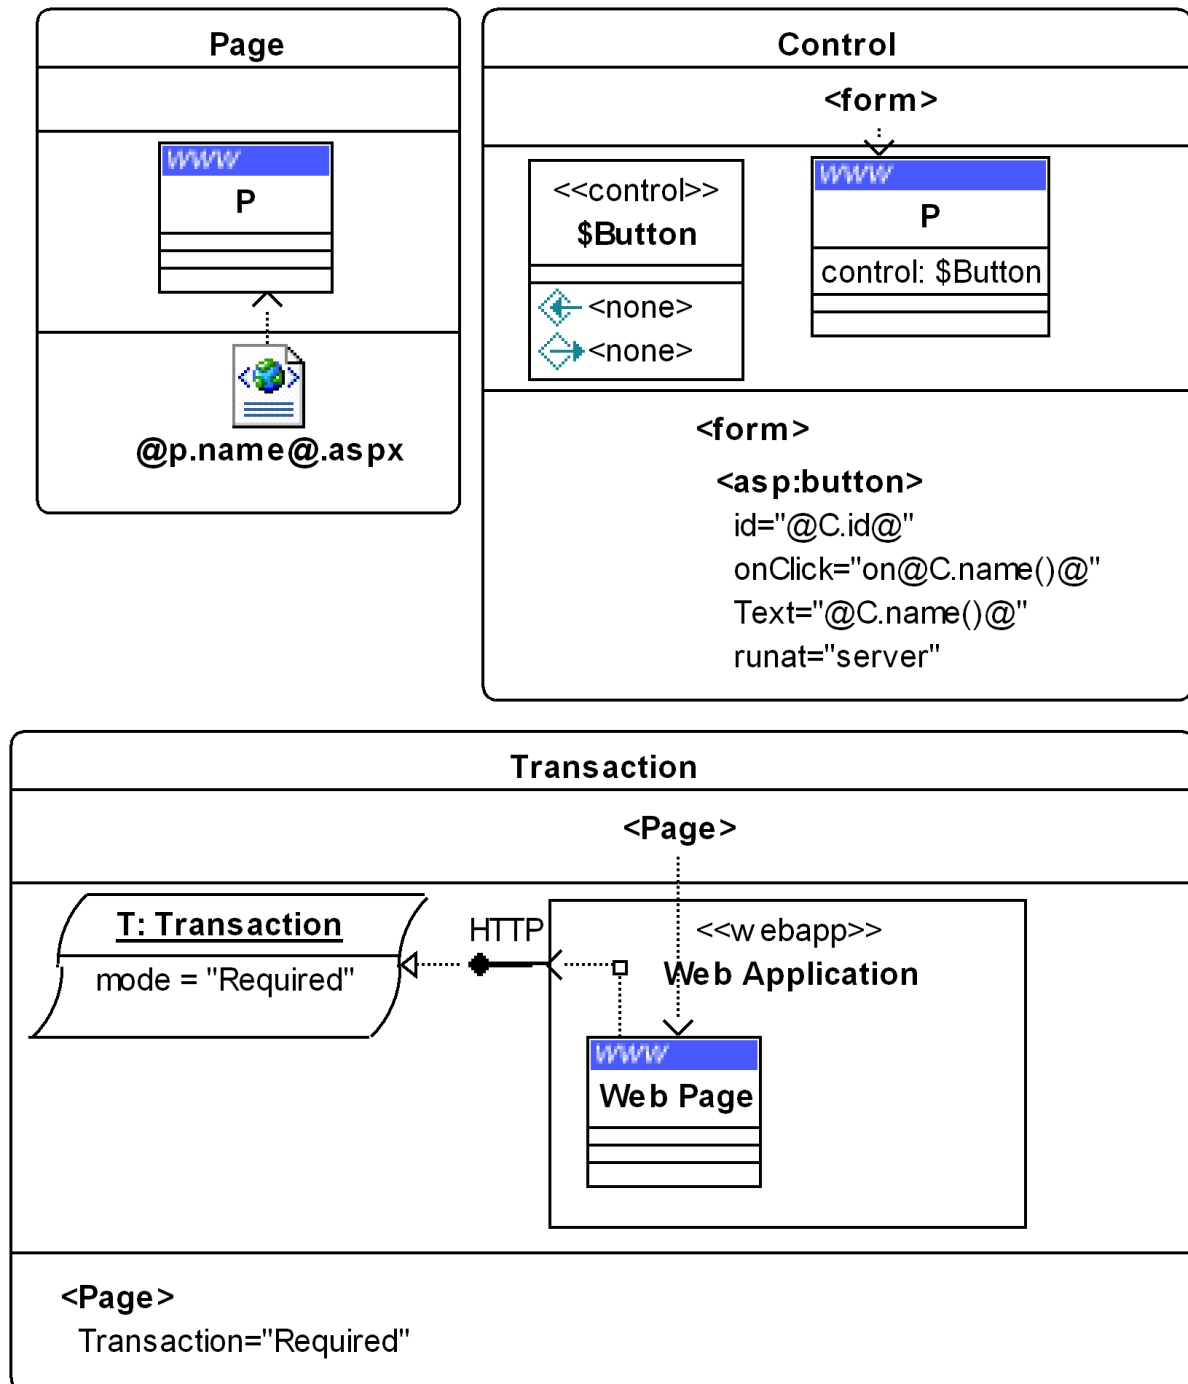 Page
www
P
@p.name@.aspx
Control
<form>
<<control>>
$Button
<none>
<none>
www
P
control: $Button
<form>
<asp:button>
id="@C.id@"
onClick="on@C.name()@"
Text="@C.name()@"
runat="server"
Transaction
<Page>
T: Transaction
mode = "Required"
HTTP
<<webapp>>
Web Application
www
Web Page
<Page>
Transaction="Required"